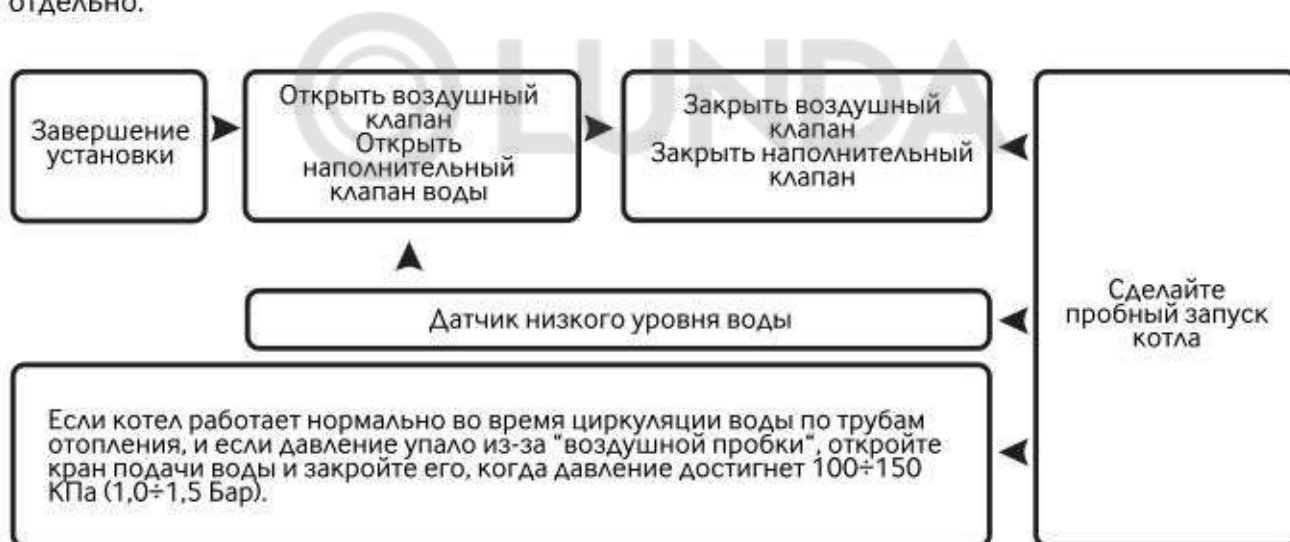 отдельно.
LUNDA
Завершение
установки
Открыть воздушный
клапан
Открыть
наполнительный
клапан воды
Закрыть воздушный
клапан
Закрыть наполнительный
клапан
Сделайте
пробный запуск
котла
Датчик низкого уровня воды
Если котел работает нормально во время циркуляции воды по трубам
отопления, и если давление упало из-за "воздушной пробки", откройте
кран подачи воды и закройте его, когда давление достигнет 100÷150
КПа (1,0÷1,5 Бар).